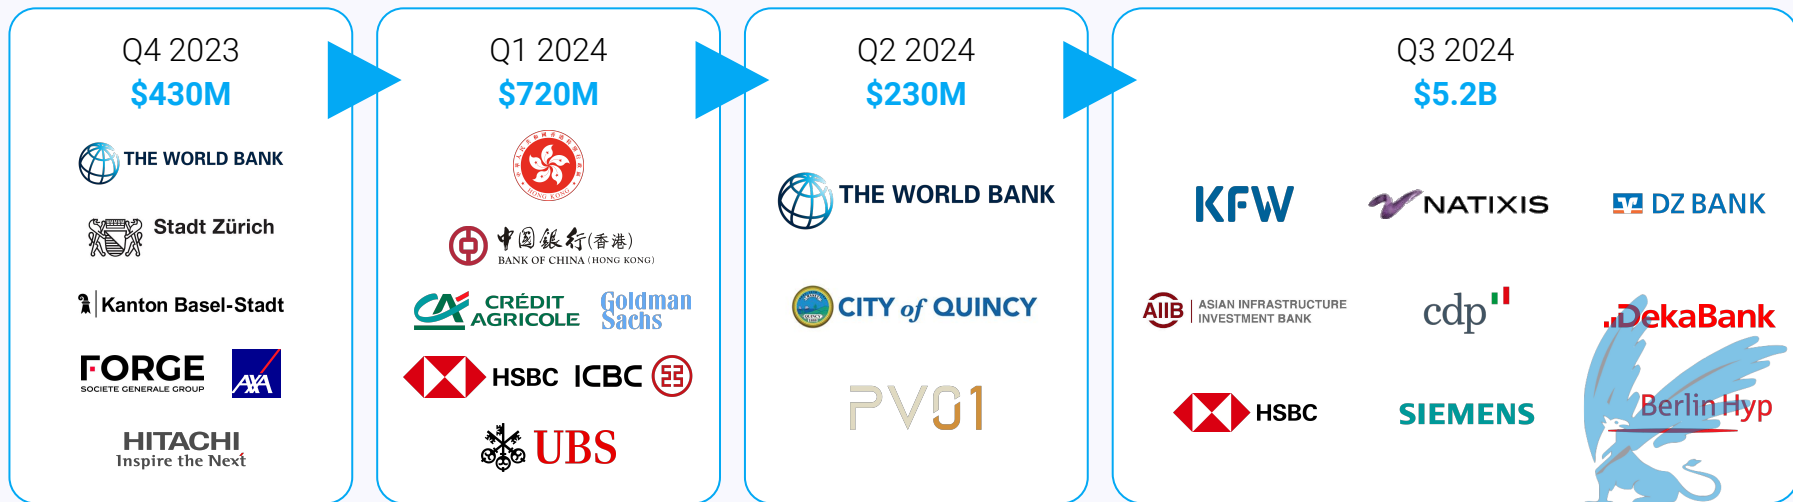 Q4 2023
$430M
THE WORLD BANK
Stadt Zürich
Kanton Basel-Stadt
FORGE
SOCIETE GENERALE GROUP
AXA
HITACHI
Inspire the Next
Q1 2024
$720M
HONG KONG
中國銀行(香港)
BANK OF CHINA (HONG KONG)
CRÉDIT
AGRICOLE
Goldman
Sachs
HSBC
ICBC
UBS
Q2 2024
$230M
THE WORLD BANK
CITY of QUINCY
PV01
Q3 2024
$5.2B
KFW
NATIXIS
DZ BANK
AIIB
ASIAN INFRASTRUCTURE
INVESTMENT BANK
cdp
DekaBank
HSBC
SIEMENS
Berlin Hyp